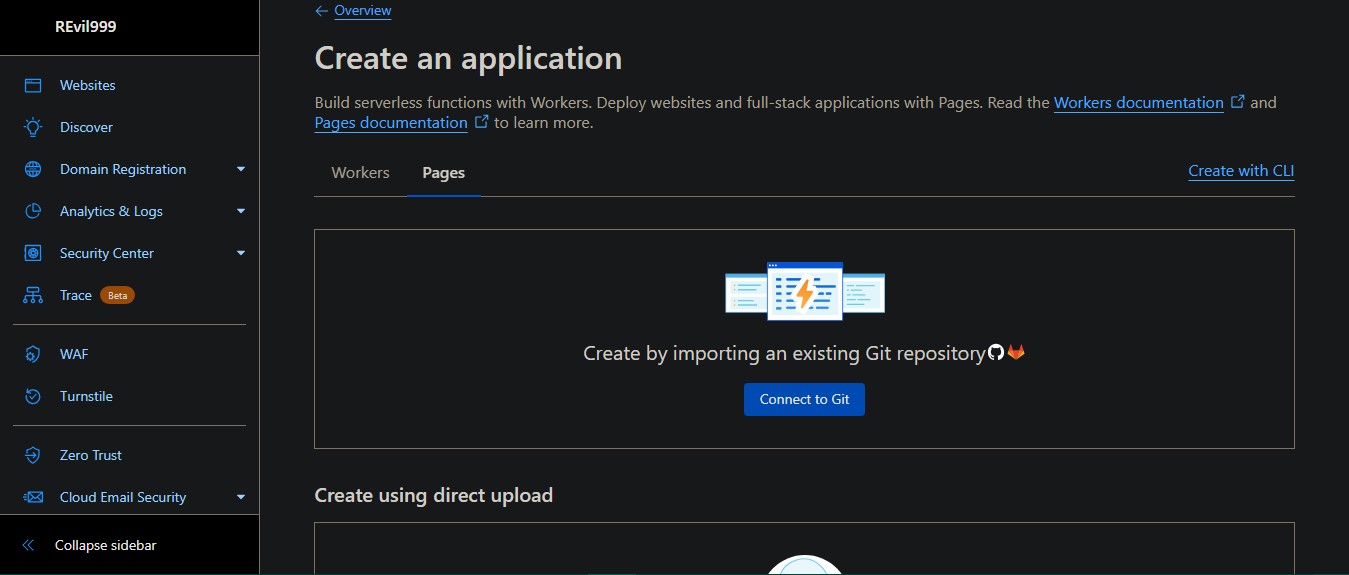 REvil999
Websites
Discover
Domain Registration
Analytics & Logs
Security Center
Trace Beta
WAF
Turnstile
Zero Trust
Cloud Email Security
Collapse sidebar
Overview
Create an application
Build serverless functions with Workers. Deploy websites and full-stack applications with Pages. Read the Workers documentation and
Pages documentation to learn more.
Workers Pages Create with CLI
Create by importing an existing Git repository
Connect to Git
Create using direct upload